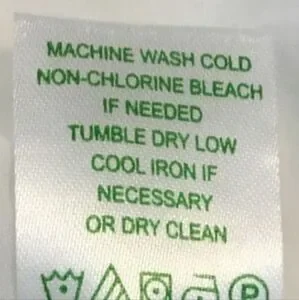 MACHINE WASH COLD
NON-CHLORINE BLEACH
IF NEEDED
TUMBLE DRY LOW
COOL IRON IF
NECESSARY
OR DRY CLEAN
P